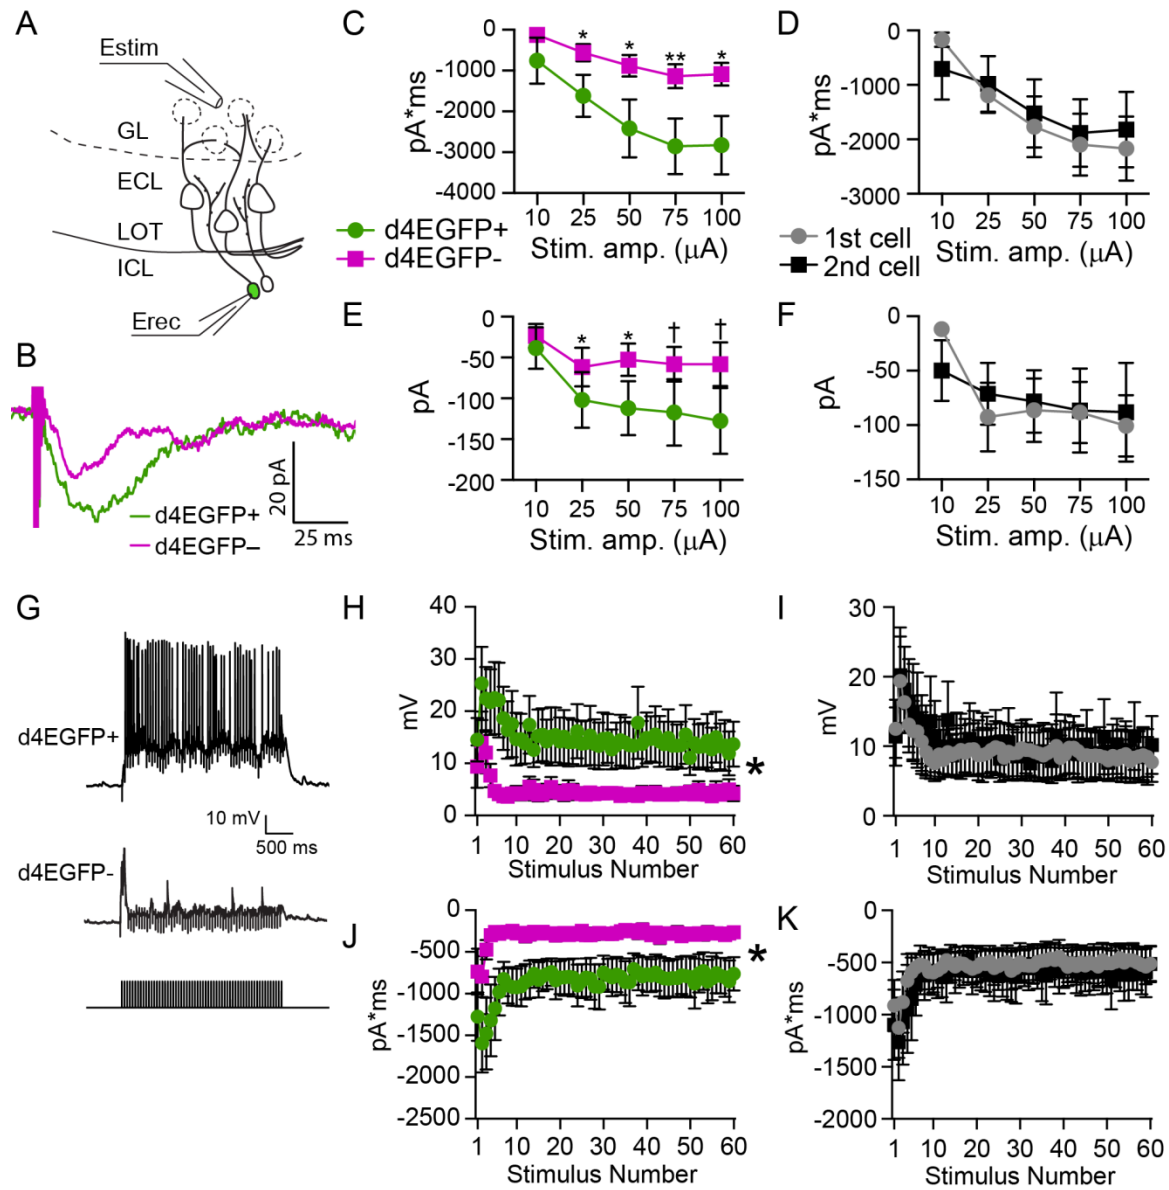 A
Estim
GL
ECL
LOT
ICL
Erec
B
20 pA
25 ms
d4EGFP+
d4EGFP–
C
pA*ms
0
-1000
-2000
-3000
-4000
* * ** *
10 25 50 75 100
Stim. amp. (µA)
d4EGFP+
d4EGFP-
D
pA*ms
0
-1000
-2000
-3000
10 25 50 75 100
Stim. amp. (µA)
1st cell
2nd cell
E
pA
0
-50
-100
-150
-200
* * † †
10 25 50 75 100
Stim. amp. (µA)
F
pA
0
-50
-100
-150
10 25 50 75 100
Stim. amp. (µA)
G
d4EGFP+
10 mV
500 ms
d4EGFP-
H
mV
40
30
20
10
0
*
1 10 20 30 40 50 60
Stimulus Number
I
mV
30
20
10
0
1 10 20 30 40 50 60
Stimulus Number
J
pA*ms
0
-500
-1000
-1500
-2000
-2500
*
1 10 20 30 40 50 60
Stimulus Number
K
pA*ms
0
-500
-1000
-1500
-2000
1 10 20 30 40 50 60
Stimulus Number